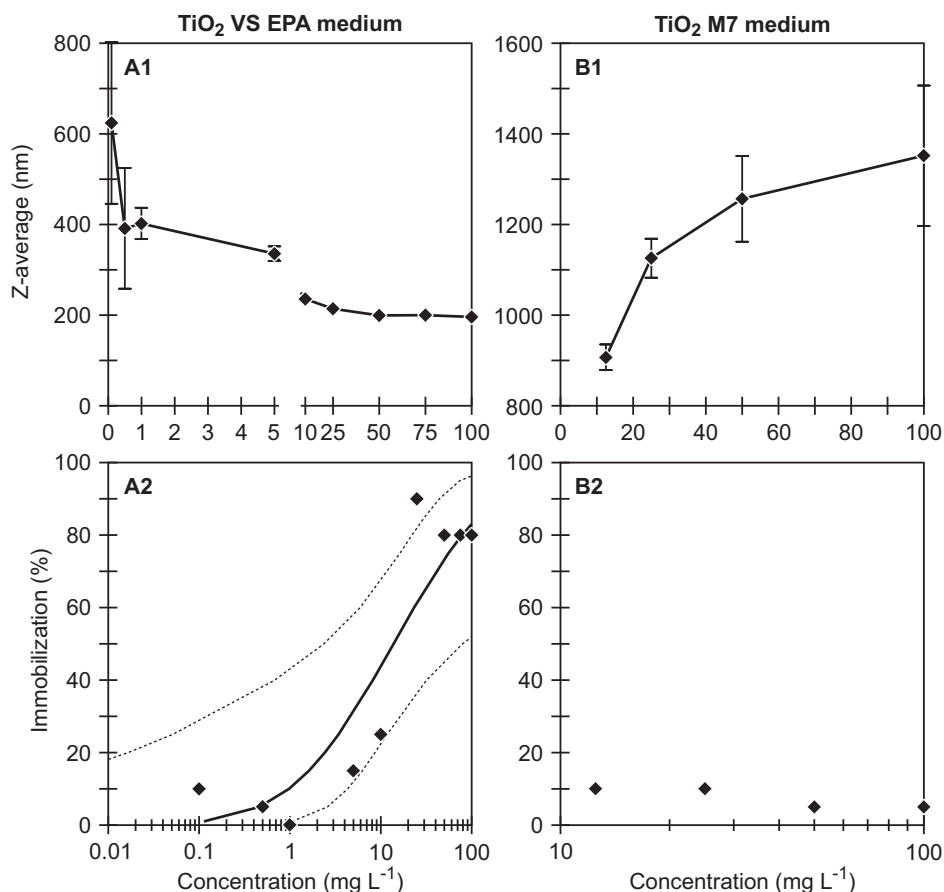 TiO₂ VS EPA medium
TiO₂ M7 medium
A1
Z-average (nm)
800
600
400
200
0
0 1 2 3 4 5 10 25 50 75 100
B1
1600
1400
1200
1000
800
0 20 40 60 80 100
A2
Immobilization (%)
100
80
60
40
20
0
0.01 0.1 1 10 100
Concentration (mg L⁻¹)
B2
100
80
60
40
20
0
10 100
Concentration (mg L⁻¹)